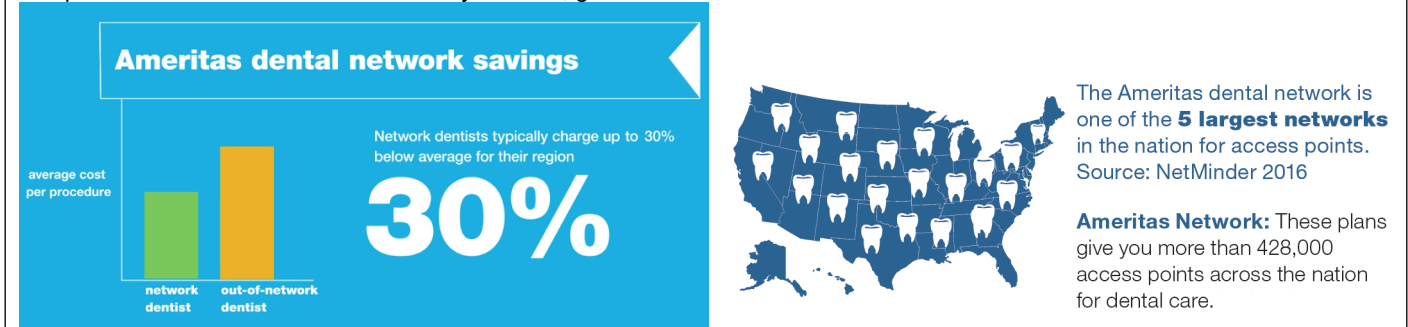 Ameritas dental network savings
Network dentists typically charge up to 30%
below average for their region
30%
average cost
per procedure
network
dentist
out-of-network
dentist
The Ameritas dental network is
one of the 5 largest networks
in the nation for access points.
Source: NetMinder 2016
Ameritas Network: These plans
give you more than 428,000
access points across the nation
for dental care.